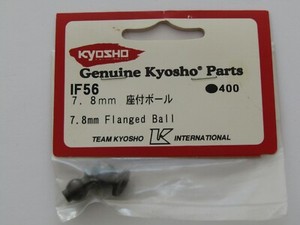 KYOSHO
Genuine Kyosho® Parts
IF56
●400
7.8mm 座付ボール
7.8mm Flanged Ball
TEAM KYOSHO K INTERNATIONAL